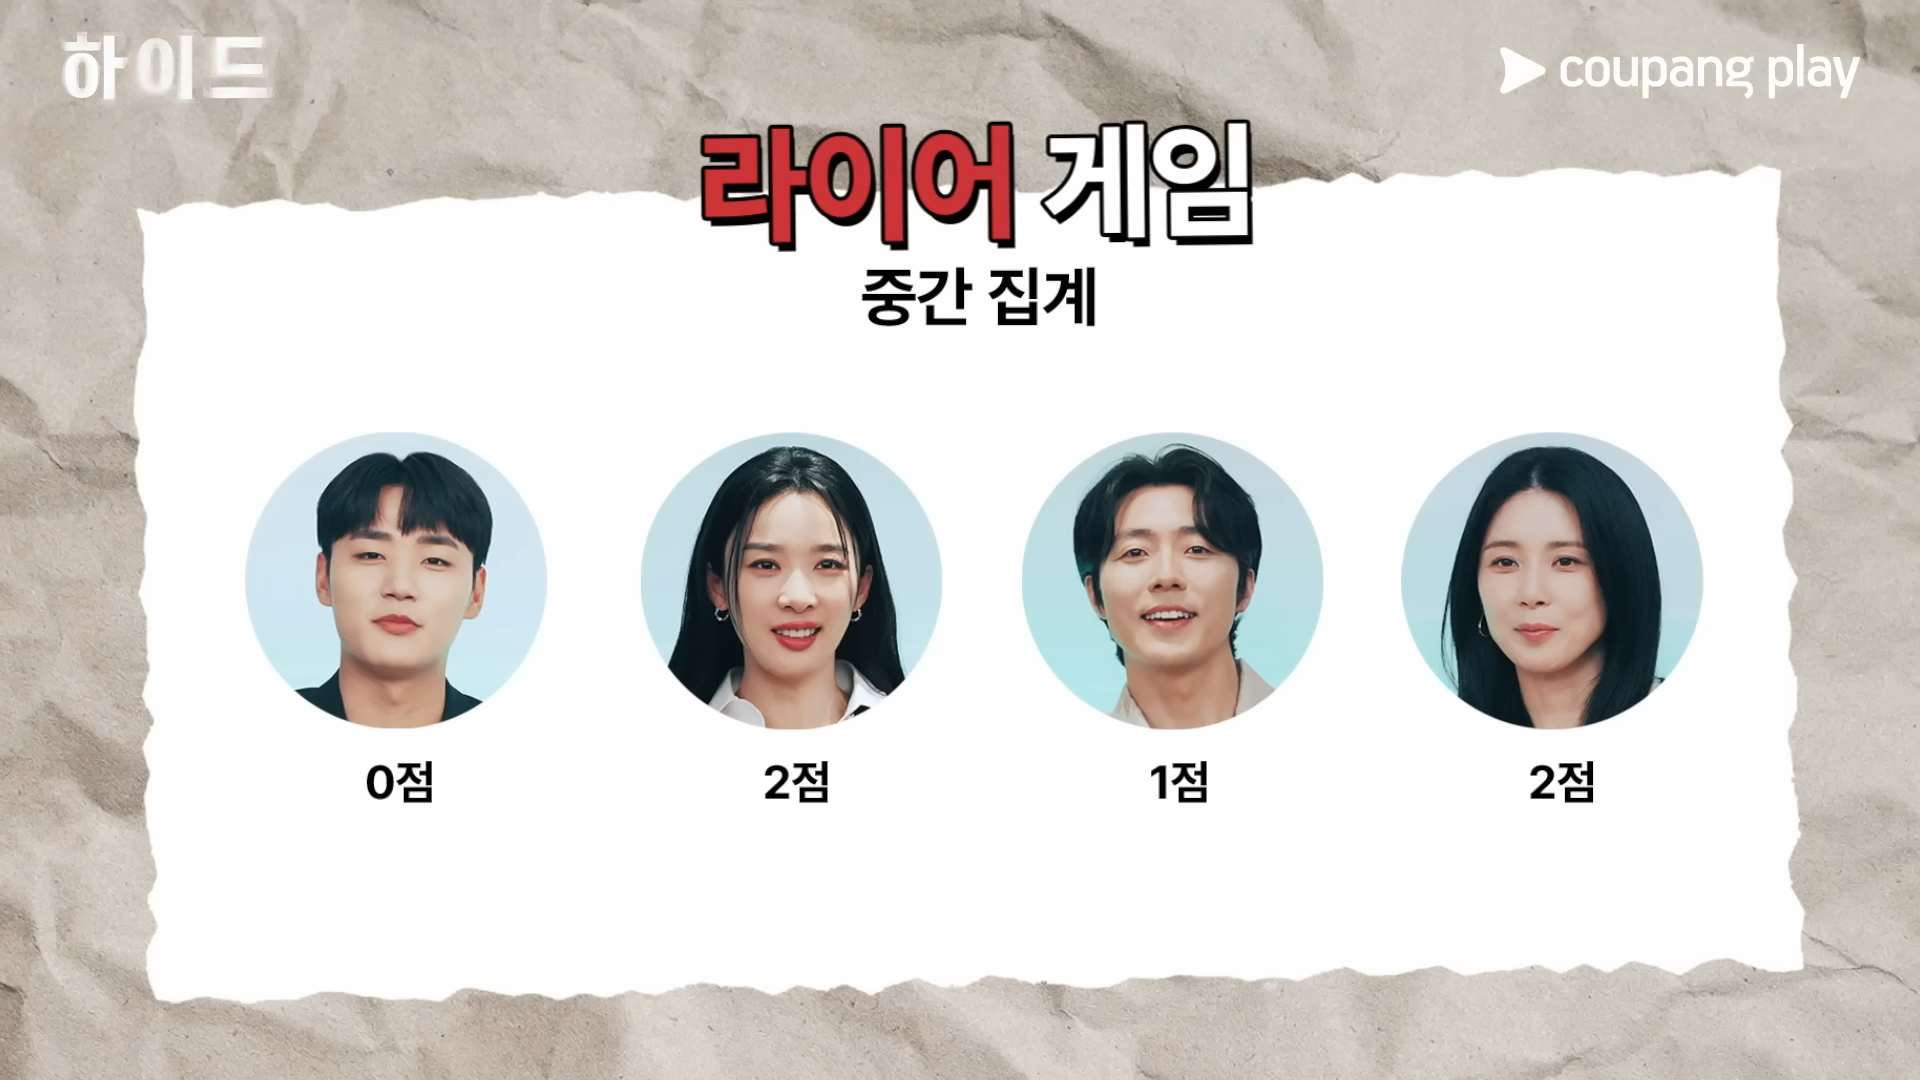 하이드
coupang play
라이어 게임
중간 집계
0점
2점
1점
2점